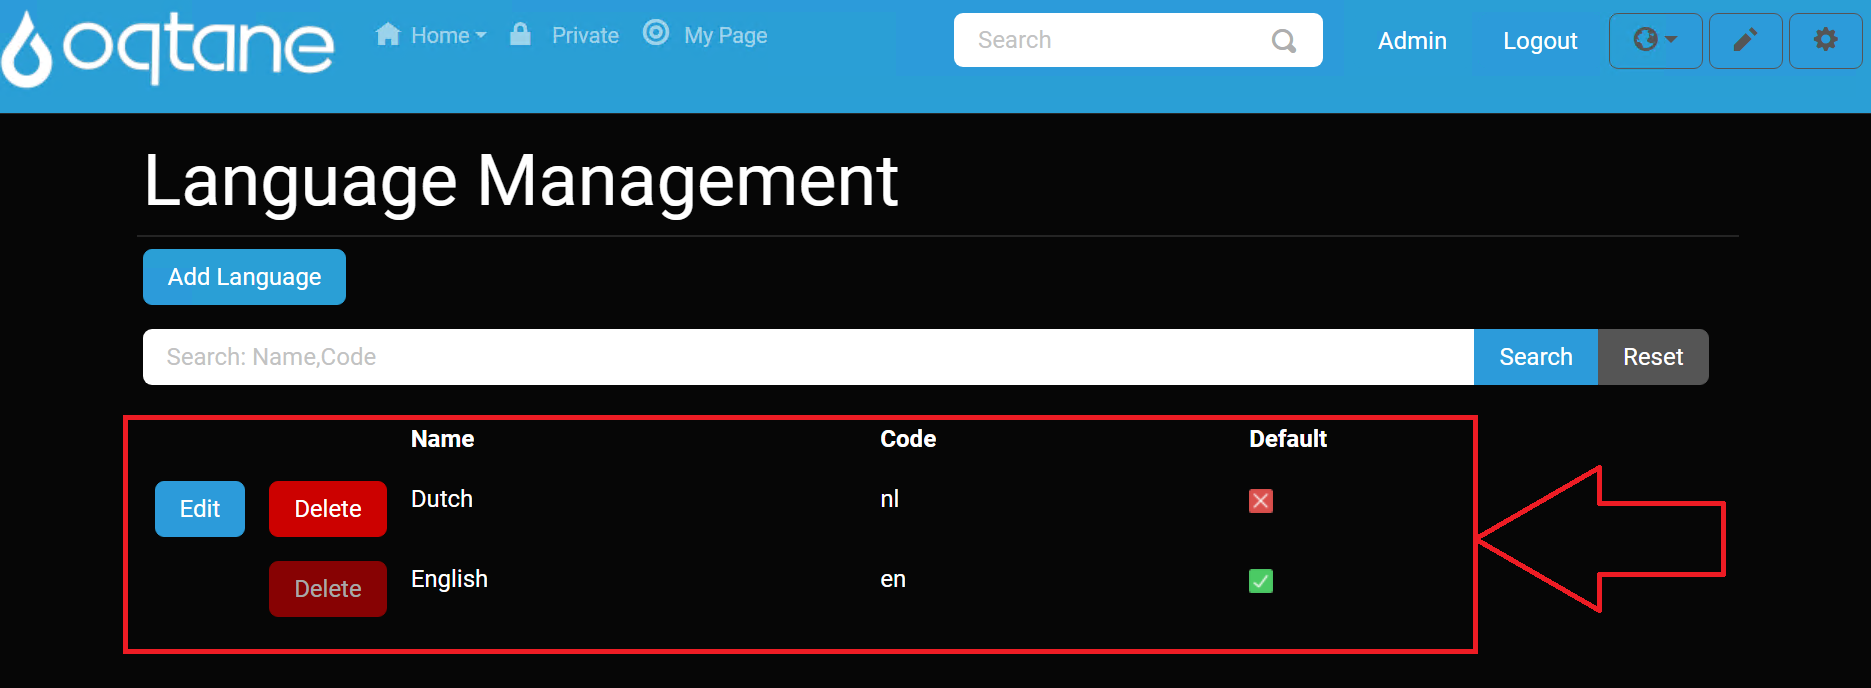 oqtane Home Private My Page Search Admin Logout
Language Management
Add Language
Search: Name,Code Search Reset
Name Code Default
Edit Delete Dutch nl
Delete English en